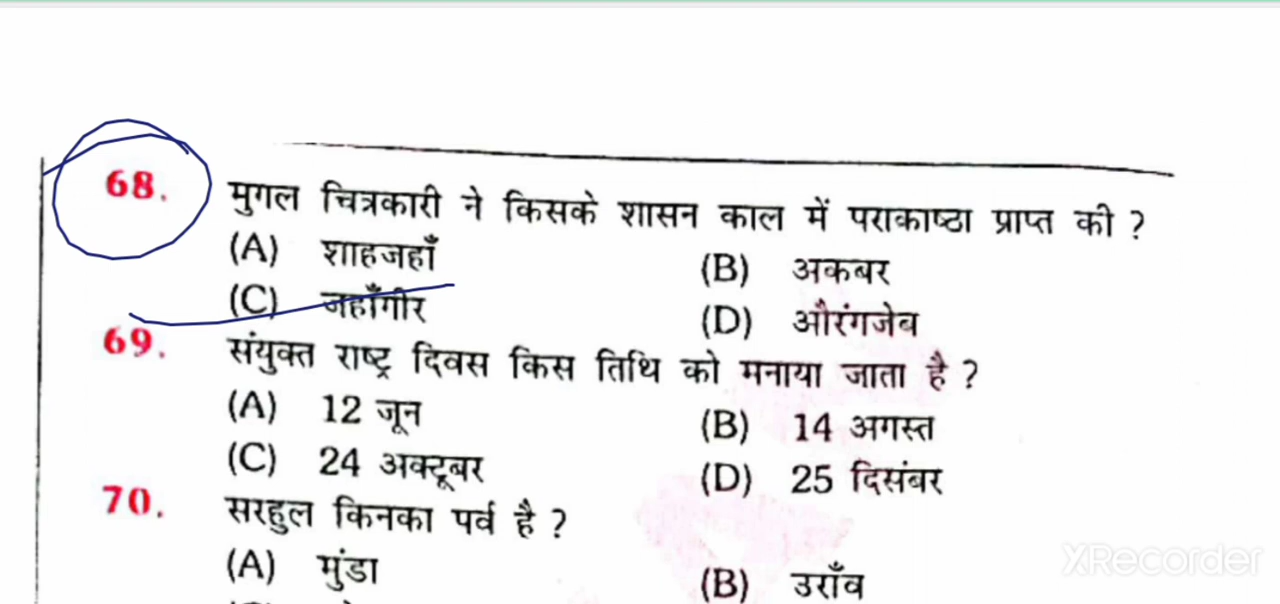 68. मुगल चित्रकारी ने किसके शासन काल में पराकाष्ठा प्राप्त की ?
(A) शाहजहाँ (B) अकबर
(C) जहाँगीर (D) औरंगजेब
69. संयुक्त राष्ट्र दिवस किस तिथि को मनाया जाता है ?
(A) 12 जून (B) 14 अगस्त
(C) 24 अक्टूबर (D) 25 दिसंबर
70. सरहुल किनका पर्व है ?
(A) मुंडा (B) उराँव
XRecorder